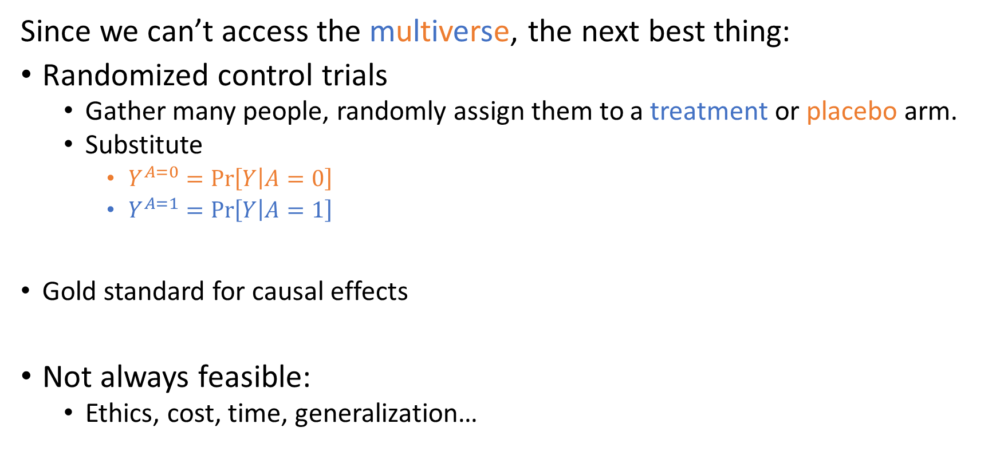 Since we can’t access the multiverse, the next best thing:
• Randomized control trials
• Gather many people, randomly assign them to a treatment or placebo arm.
• Substitute
• Y^{A=0} = Pr[Y|A = 0]
• Y^{A=1} = Pr[Y|A = 1]
• Gold standard for causal effects
• Not always feasible:
• Ethics, cost, time, generalization…